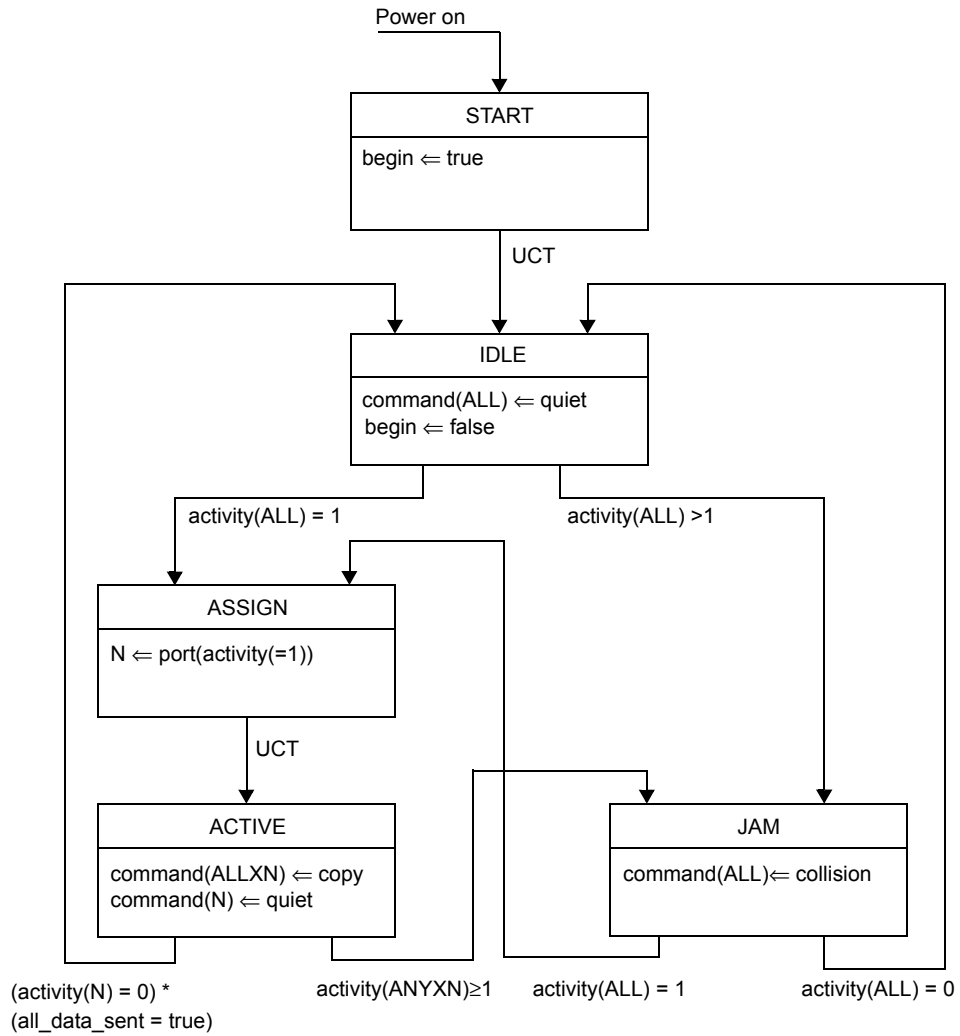 Power on
START
begin ⇐ true
UCT
IDLE
command(ALL) ⇐ quiet
begin ⇐ false
activity(ALL) = 1
activity(ALL) >1
ASSIGN
N ⇐ port(activity(=1))
UCT
ACTIVE
command(ALLXN) ⇐ copy
command(N) ⇐ quiet
JAM
command(ALL)⇐ collision
(activity(N) = 0) *
(all_data_sent = true)
activity(ANYXN)≥1
activity(ALL) = 1
activity(ALL) = 0